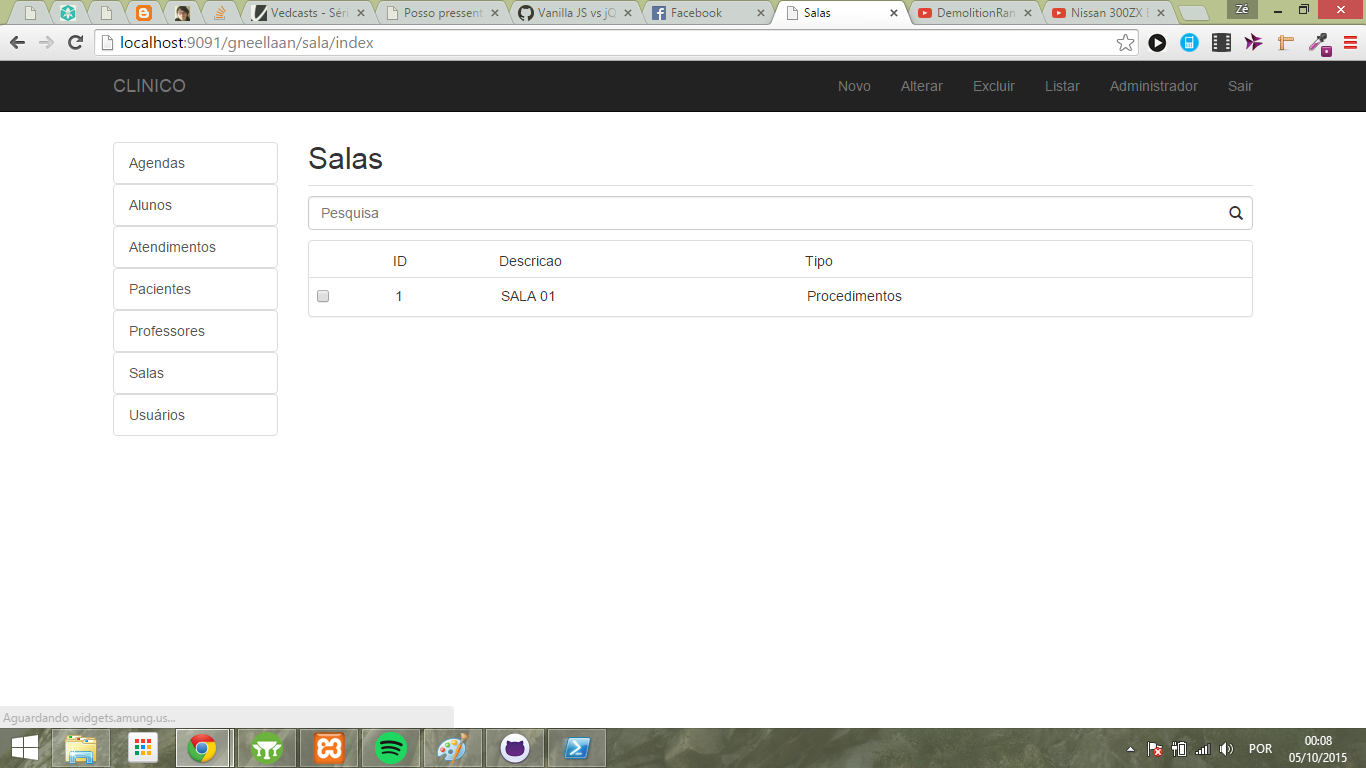 Vedcasts - Séri
Posso pressent
Vanilla JS vs jQ
Facebook
Salas
DemolitionRan
Nissan 300ZX
Zé
localhost:9091/gneellaan/sala/index
CLINICO
Novo Alterar Excluir Listar Administrador Sair
Agendas
Alunos
Atendimentos
Pacientes
Professores
Salas
Usuários
Salas
Pesquisa
ID Descricao Tipo
1 SALA 01 Procedimentos
Aguardando widgets.amung.us...
POR
00:08
05/10/2015